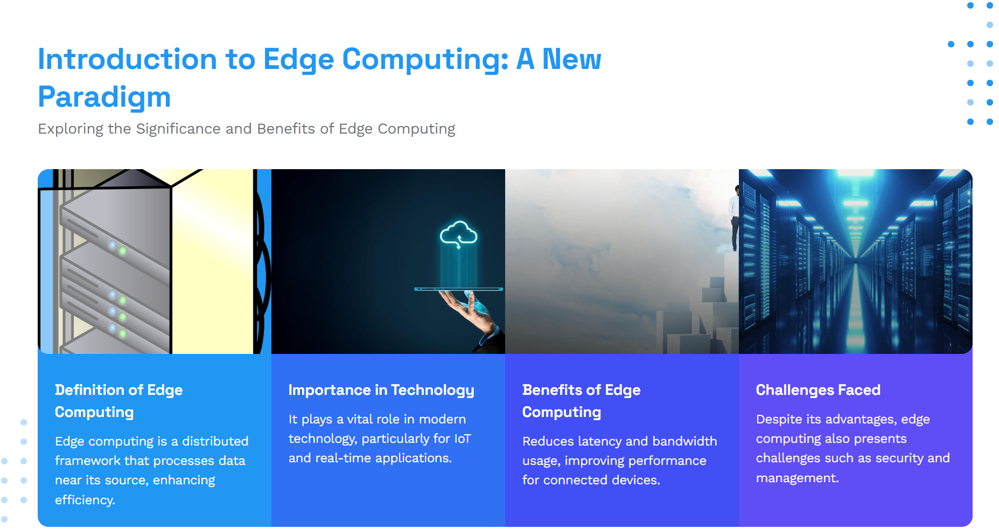 Introduction to Edge Computing: A New
Paradigm
Exploring the Significance and Benefits of Edge Computing
Definition of Edge
Computing
Edge computing is a distributed
framework that processes data
near its source, enhancing
efficiency.
Importance in Technology
It plays a vital role in modern
technology, particularly for IoT
and real-time applications.
Benefits of Edge
Computing
Reduces latency and bandwidth
usage, improving performance
for connected devices.
Challenges Faced
Despite its advantages, edge
computing also presents
challenges such as security and
management.